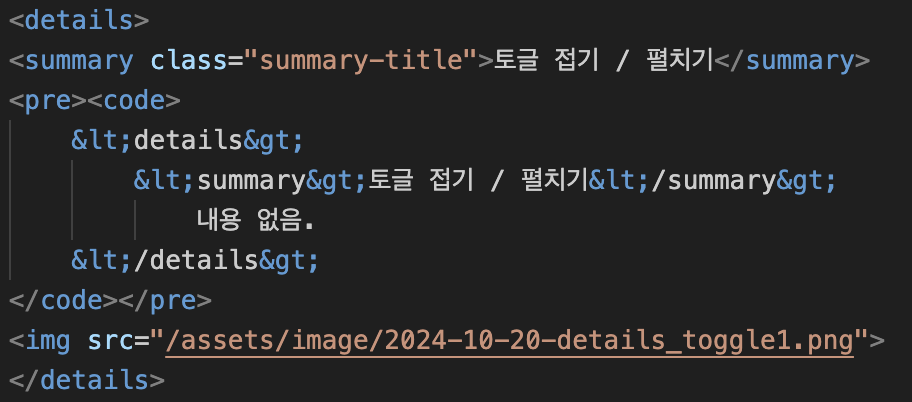 <details>
<summary class="summary-title">토글 접기 / 펼치기</summary>
<pre><code>
    &lt;details&gt;
        &lt;summary&gt;토글 접기 / 펼치기&lt;/summary&gt;
            내용 없음.
    &lt;/details&gt;
</code></pre>
<img src="/assets/image/2024-10-20-details_toggle1.png">
</details>